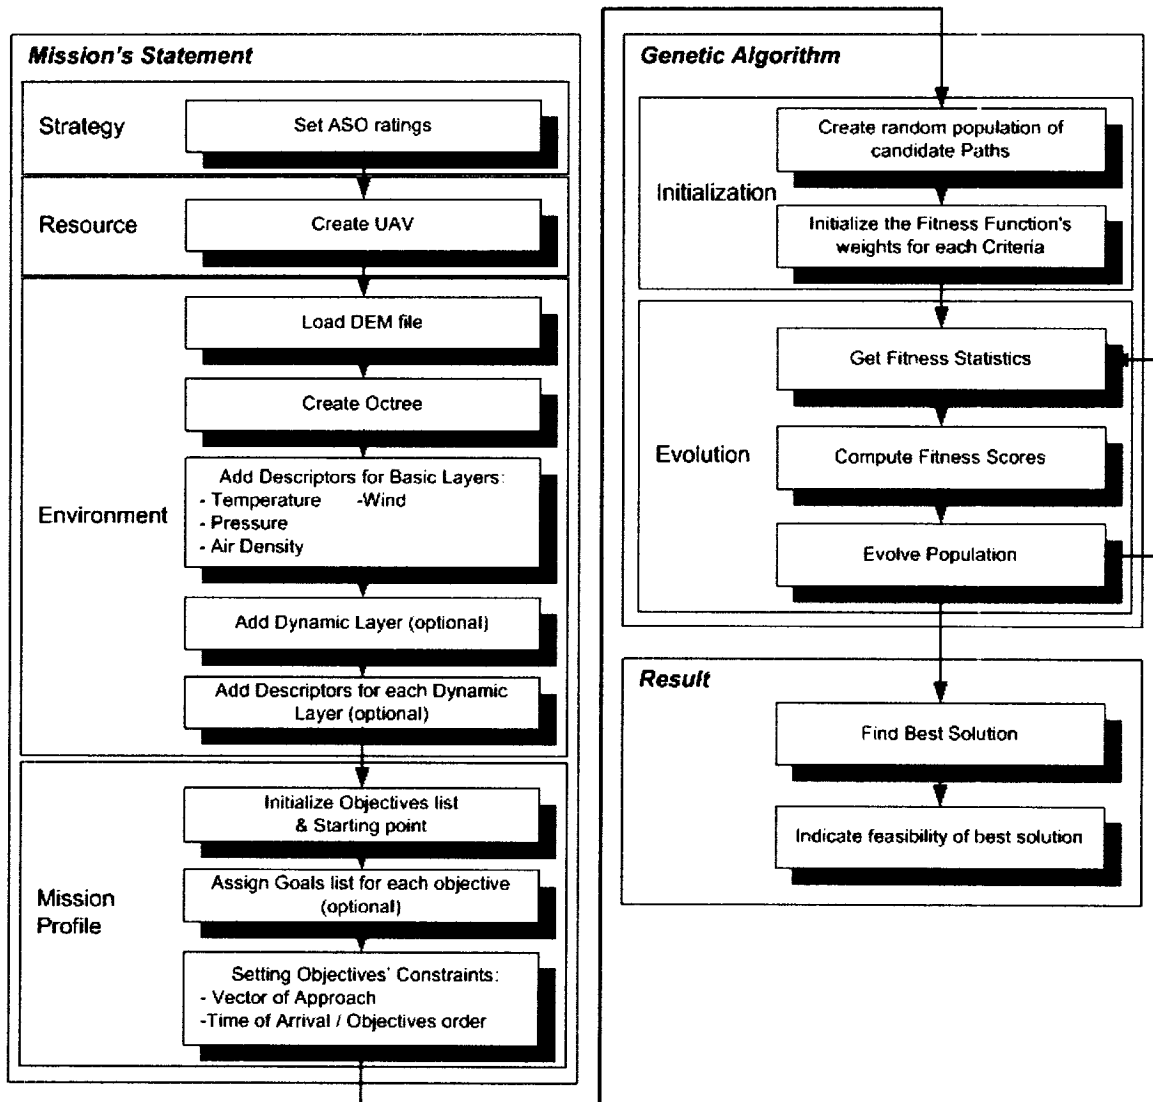 Mission's Statement
Strategy
Set ASO ratings
Resource
Create UAV
Environment
Load DEM file
Create Octree
Add Descriptors for Basic Layers:
- Temperature -Wind
- Pressure
- Air Density
Add Dynamic Layer (optional)
Add Descriptors for each Dynamic
Layer (optional)
Mission
Profile
Initialize Objectives list
& Starting point
Assign Goals list for each objective
(optional)
Setting Objectives' Constraints:
- Vector of Approach
-Time of Arrival / Objectives order
Genetic Algorithm
Initialization
Create random population of
candidate Paths
Initialize the Fitness Function's
weights for each Criteria
Evolution
Get Fitness Statistics
Compute Fitness Scores
Evolve Population
Result
Find Best Solution
Indicate feasibility of best solution